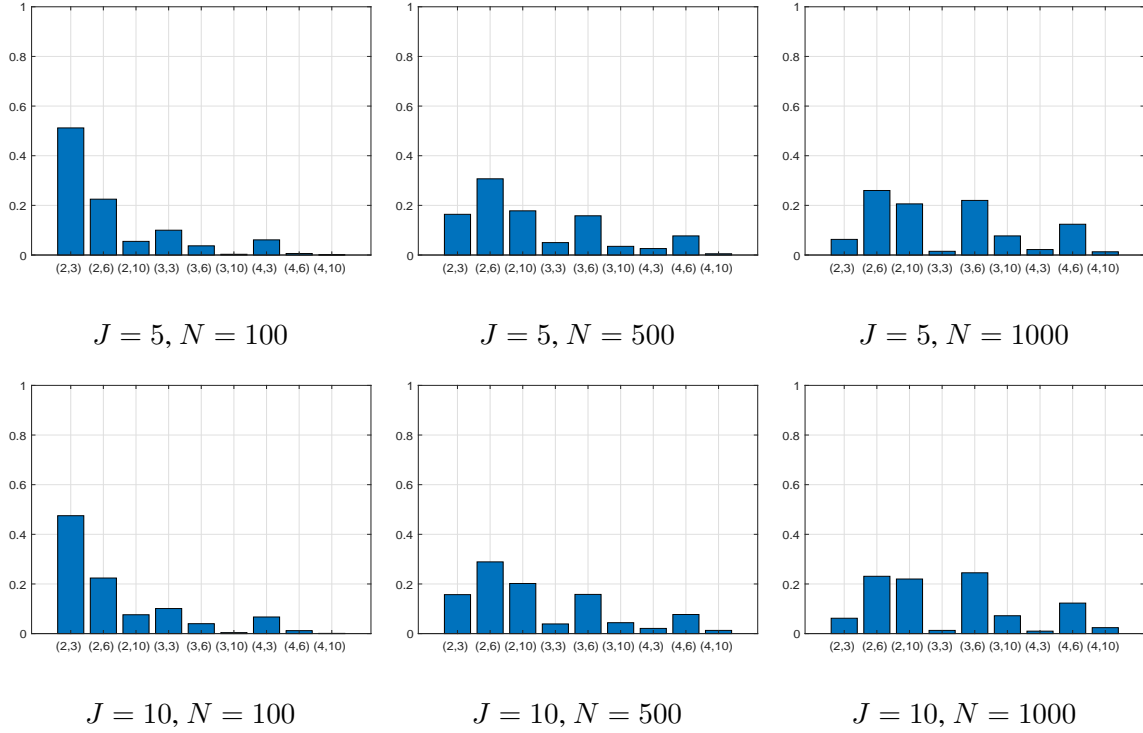 1 1 1
0.8 0.8 0.8
0.6 0.6 0.6
0.4 0.4 0.4
0.2 0.2 0.2
0 0 0
(2,3) (2,6) (2,10) (3,3) (3,6) (3,10) (4,3) (4,6) (4,10) (2,3) (2,6) (2,10) (3,3) (3,6) (3,10) (4,3) (4,6) (4,10) (2,3) (2,6) (2,10) (3,3) (3,6) (3,10) (4,3) (4,6) (4,10)
J = 5, N = 100 J = 5, N = 500 J = 5, N = 1000
1 1 1
0.8 0.8 0.8
0.6 0.6 0.6
0.4 0.4 0.4
0.2 0.2 0.2
0 0 0
(2,3) (2,6) (2,10) (3,3) (3,6) (3,10) (4,3) (4,6) (4,10) (2,3) (2,6) (2,10) (3,3) (3,6) (3,10) (4,3) (4,6) (4,10) (2,3) (2,6) (2,10) (3,3) (3,6) (3,10) (4,3) (4,6) (4,10)
J = 10, N = 100 J = 10, N = 500 J = 10, N = 1000